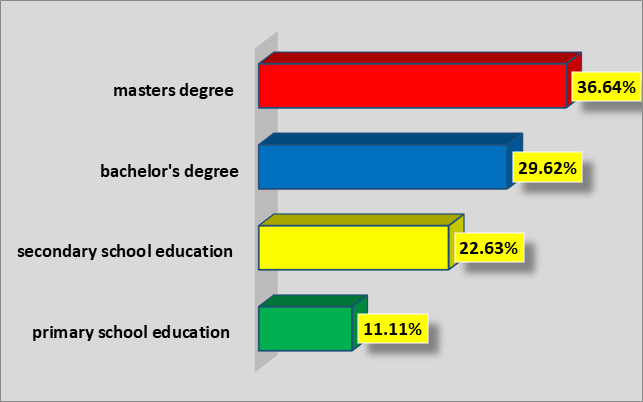 masters degree
36.64%
bachelor's degree
29.62%
secondary school education
22.63%
primary school education
11.11%